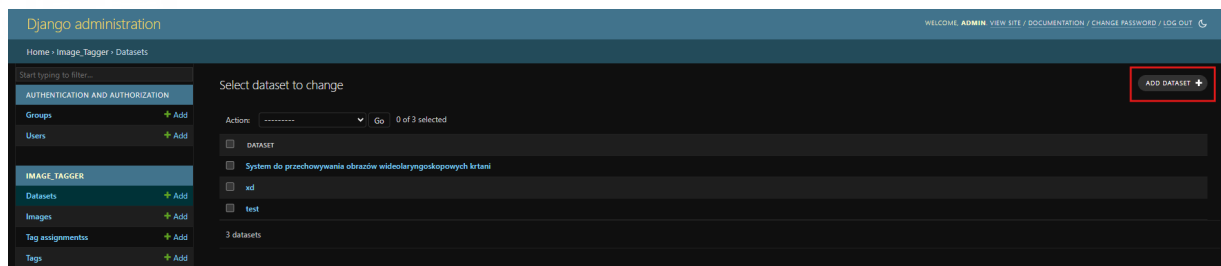 Django administration
WELCOME, ADMIN. VIEW SITE / DOCUMENTATION / CHANGE PASSWORD / LOG OUT
Home › Image_Tagger › Datasets
Start typing to filter...
AUTHENTICATION AND AUTHORIZATION
Groups + Add
Users + Add
IMAGE_TAGGER
Datasets + Add
Images + Add
Tag assignmentss + Add
Tags + Add
Select dataset to change
ADD DATASET +
Action: --------- Go 0 of 3 selected
DATASET
System do przechowywania obrazów wideolaryngoskopowych krtani
xd
test
3 datasets